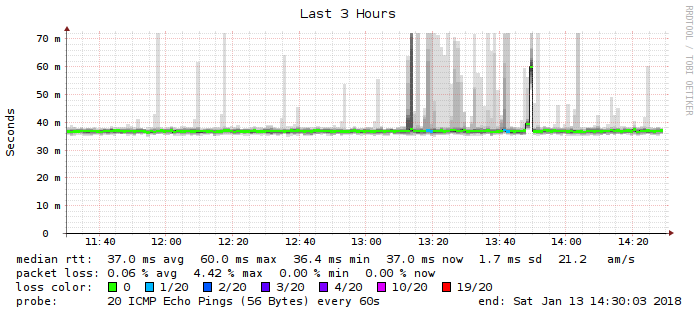 Last 3 Hours
RRDTOOL / TOBI OETIKER
Seconds
70 m
60 m
50 m
40 m
30 m
20 m
10 m
0
11:40 12:00 12:20 12:40 13:00 13:20 13:40 14:00 14:20
median rtt: 37.0 ms avg 60.0 ms max 36.4 ms min 37.0 ms now 1.7 ms sd 21.2 am/s
packet loss: 0.06 % avg 4.42 % max 0.00 % min 0.00 % now
loss color: 0 1/20 2/20 3/20 4/20 10/20 19/20
probe: 20 ICMP Echo Pings (56 Bytes) every 60s end: Sat Jan 13 14:30:03 2018